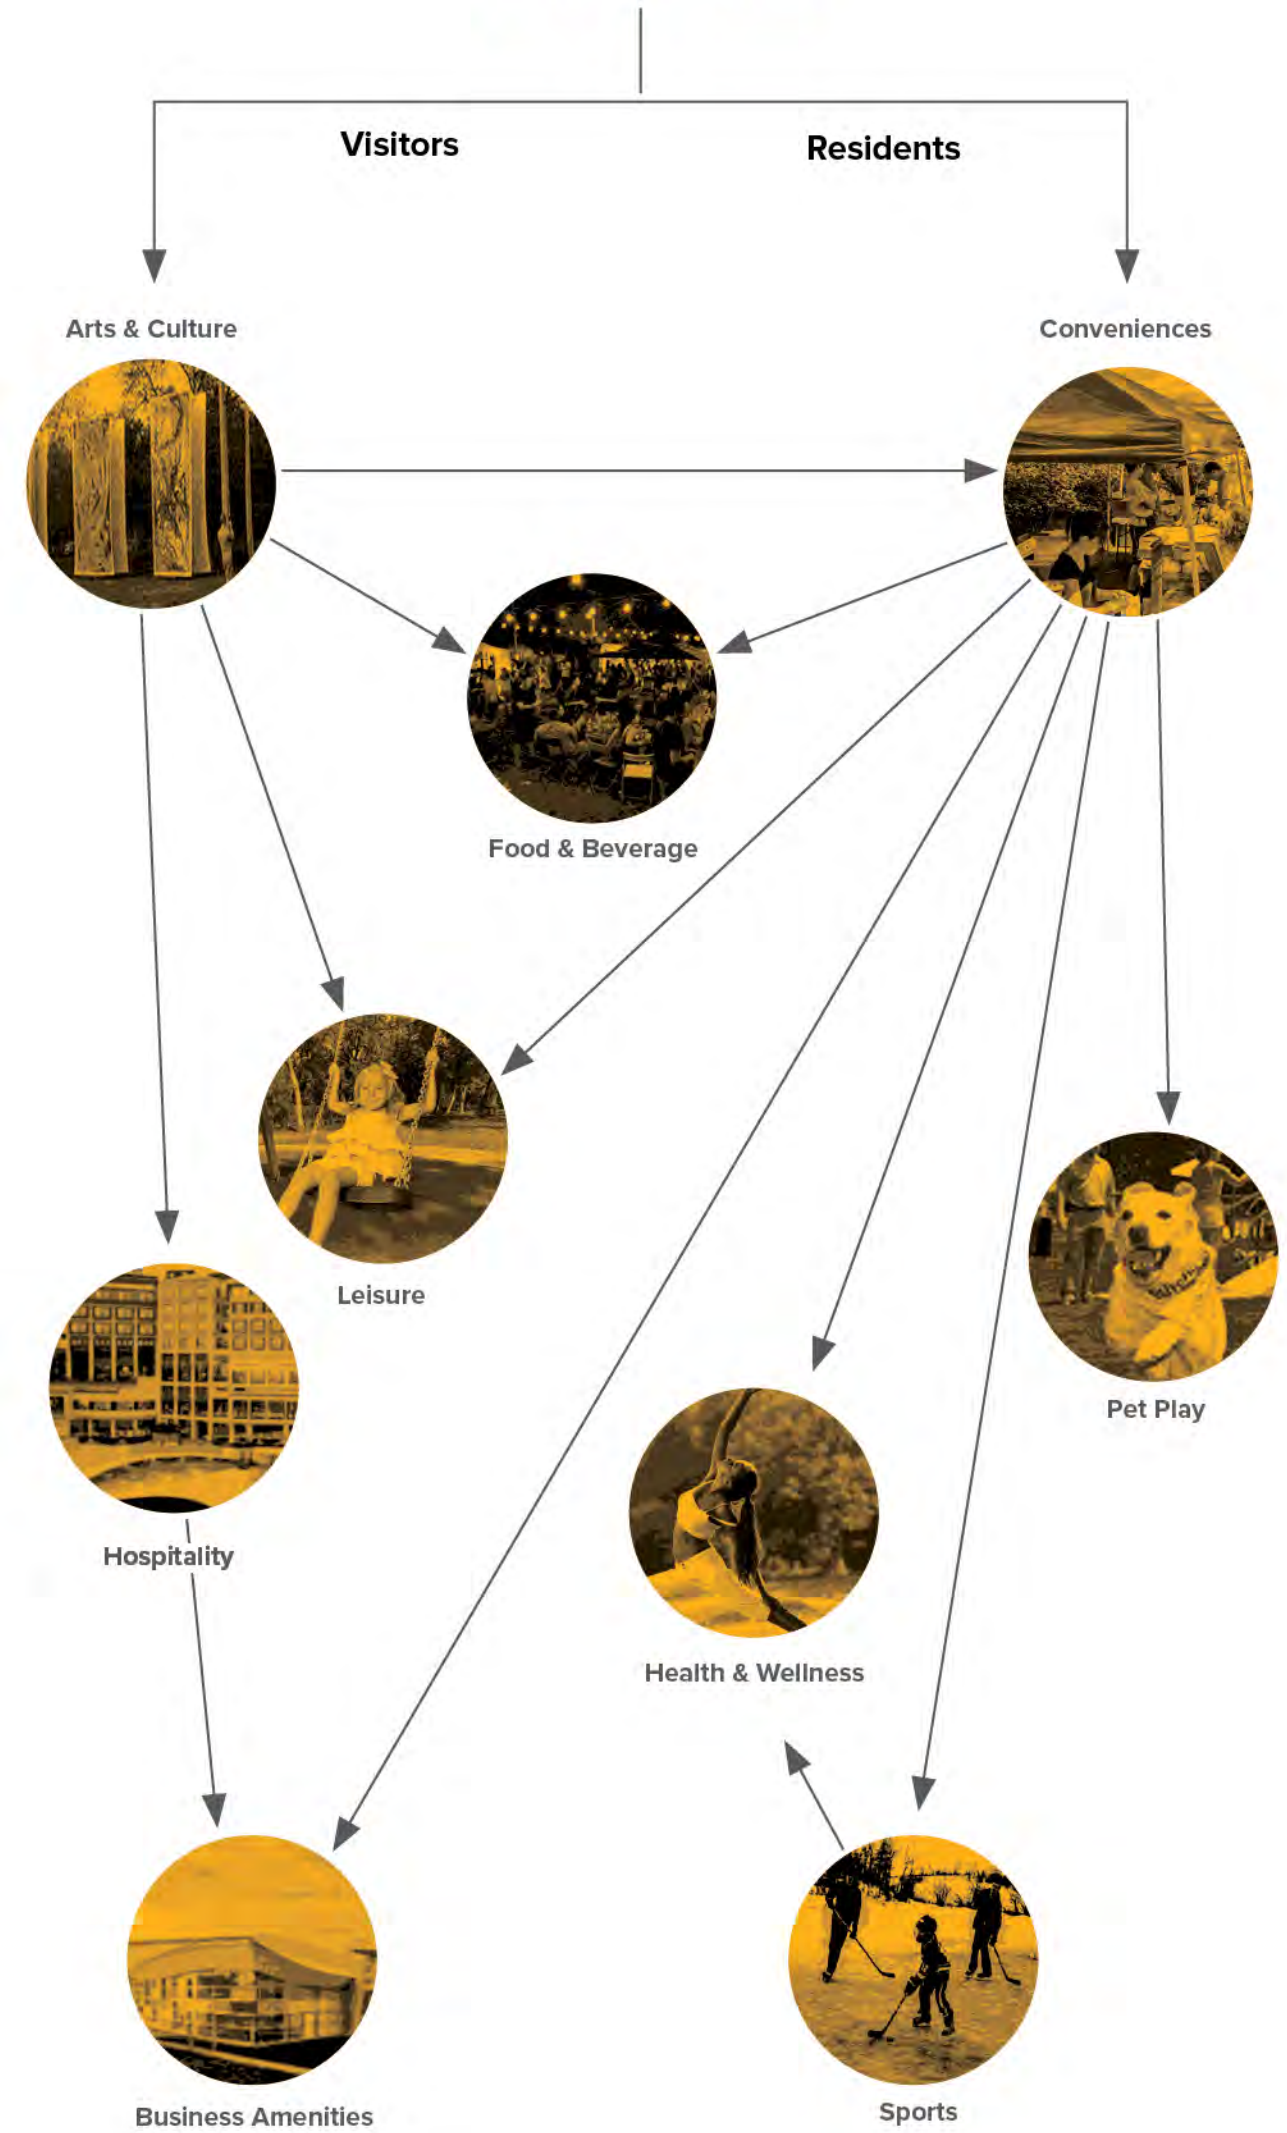 Visitors
Residents
Arts & Culture
Conveniences
Food & Beverage
Leisure
Pet Play
Hospitality
Health & Wellness
Business Amenities
Sports